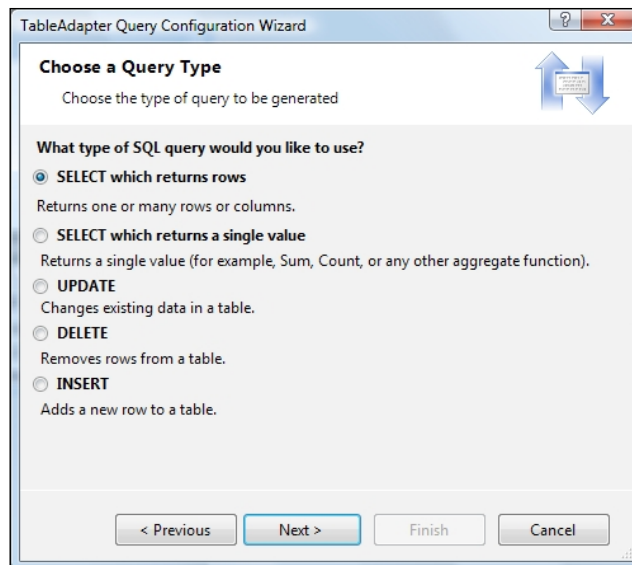 TableAdapter Query Configuration Wizard
Choose a Query Type
Choose the type of query to be generated
What type of SQL query would you like to use?
SELECT which returns rows
Returns one or many rows or columns.
SELECT which returns a single value
Returns a single value (for example, Sum, Count, or any other aggregate function).
UPDATE
Changes existing data in a table.
DELETE
Removes rows from a table.
INSERT
Adds a new row to a table.
< Previous Next > Finish Cancel